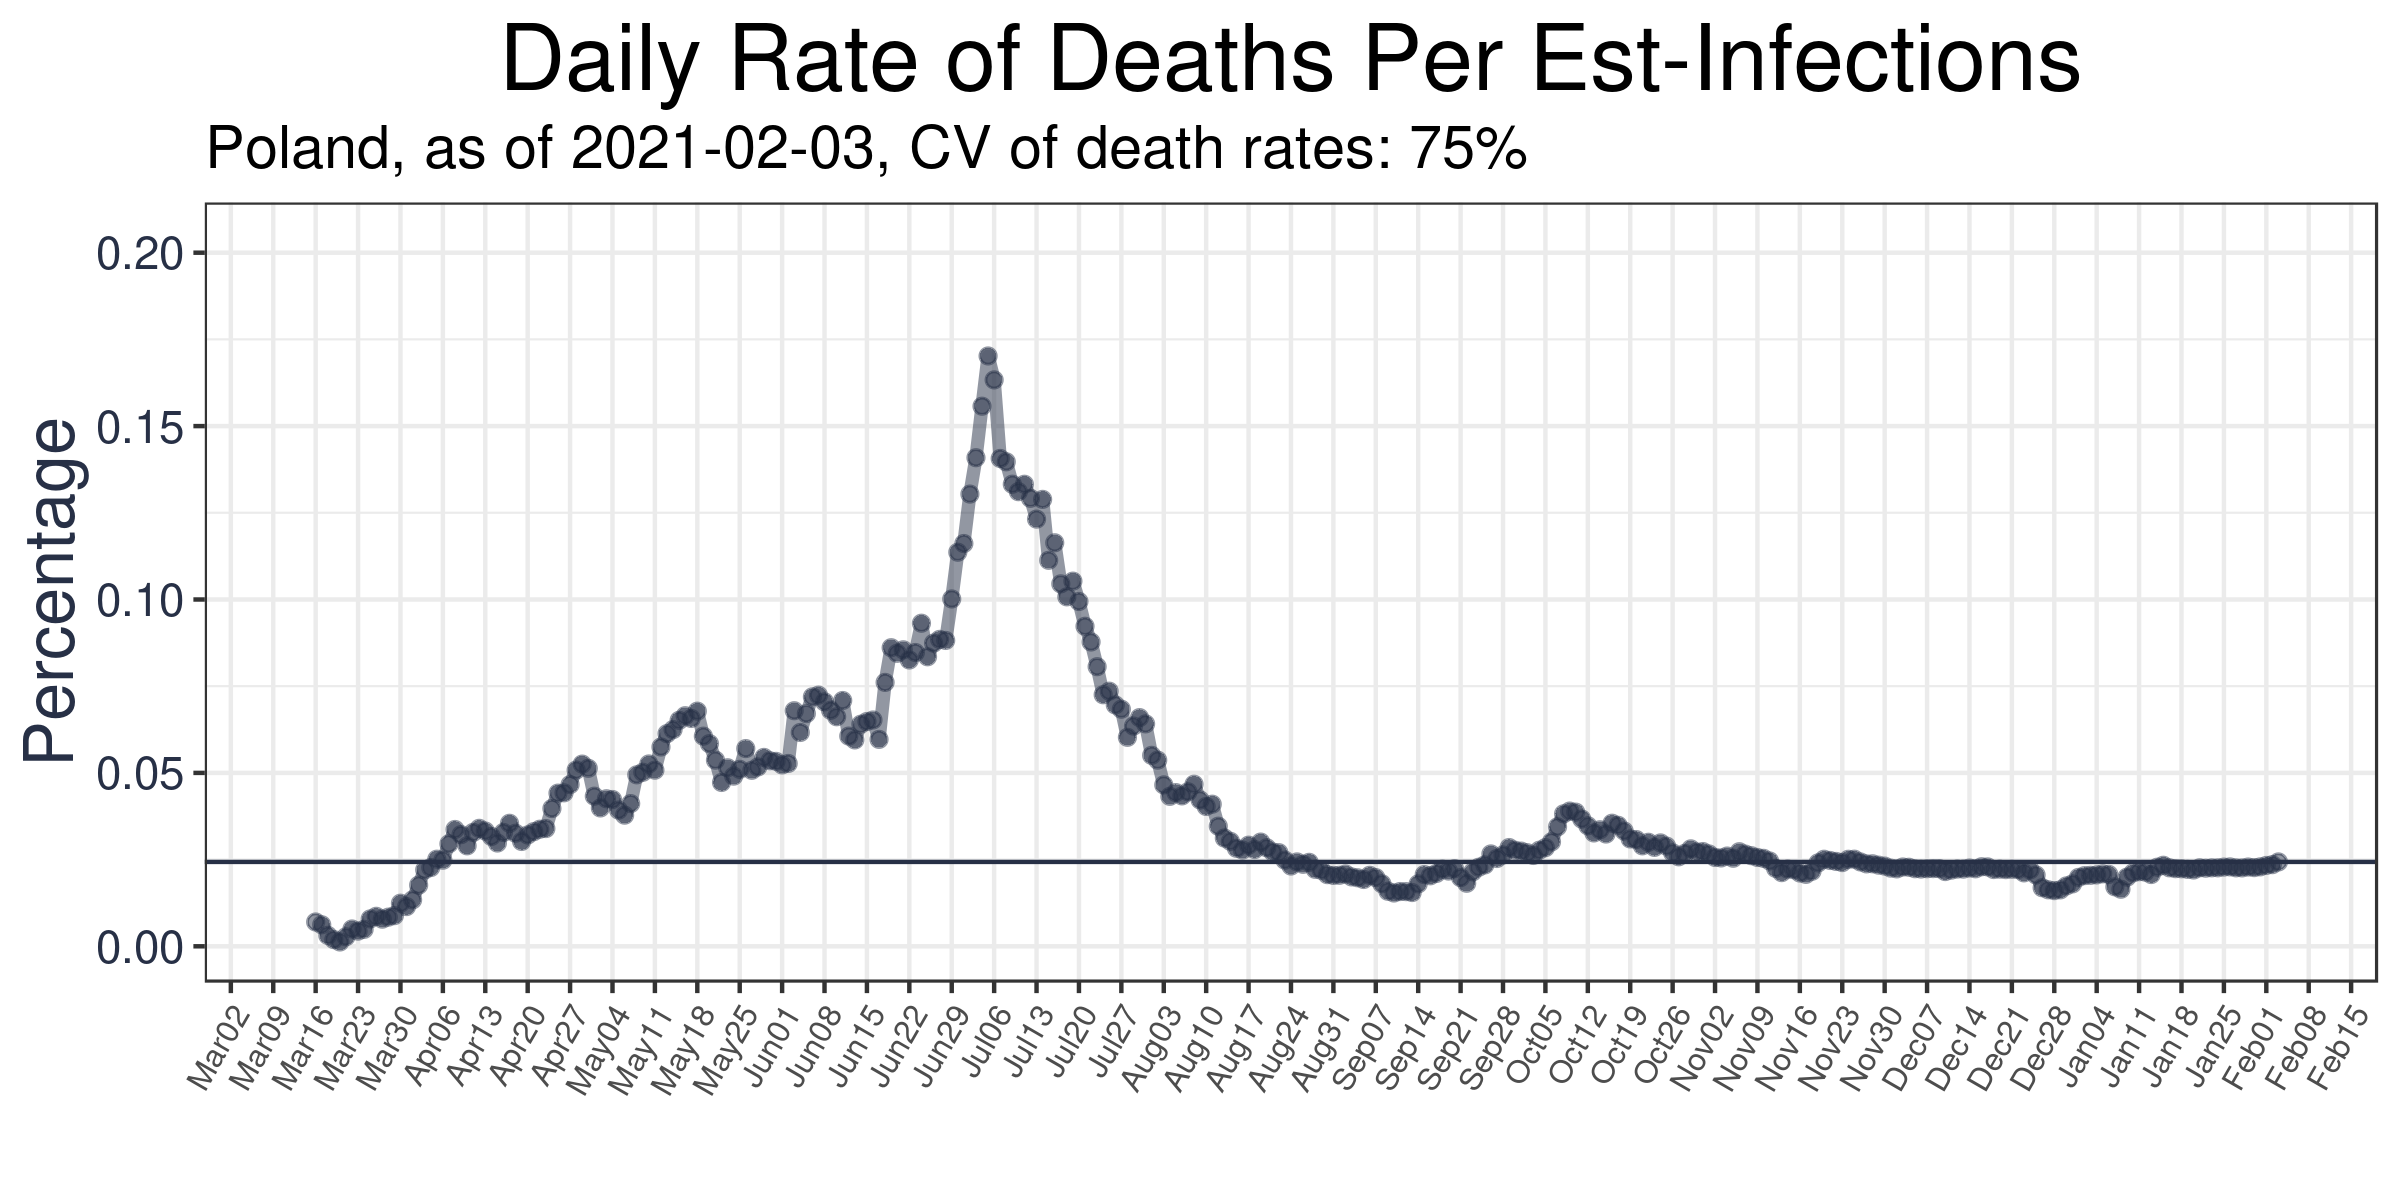 Daily Rate of Deaths Per Est-Infections
Poland, as of 2021-02-03, CV of death rates: 75%
Percentage
0.20
0.15
0.10
0.05
0.00
Mar02
Mar09
Mar16
Mar23
Mar30
Apr06
Apr13
Apr20
Apr27
May04
May11
May18
May25
Jun01
Jun08
Jun15
Jun22
Jun29
Jul06
Jul13
Jul20
Jul27
Aug03
Aug10
Aug17
Aug24
Aug31
Sep07
Sep14
Sep21
Sep28
Oct05
Oct12
Oct19
Oct26
Nov02
Nov09
Nov16
Nov23
Nov30
Dec07
Dec14
Dec21
Dec28
Jan04
Jan11
Jan18
Jan25
Feb01
Feb08
Feb15